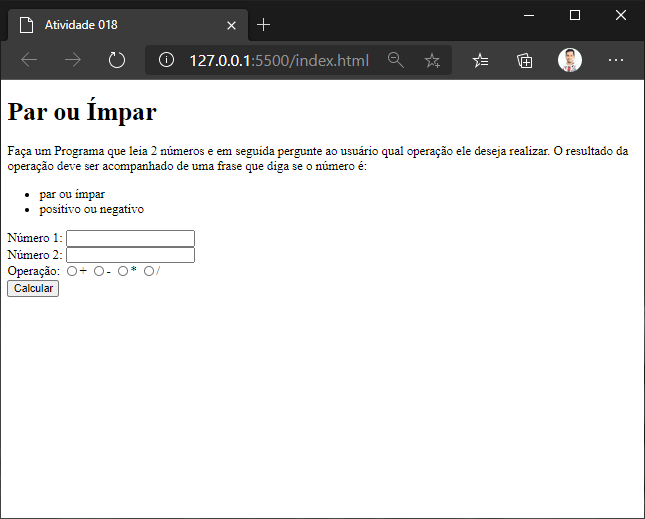 Atividade 018
127.0.0.1:5500/index.html
Par ou Ímpar
Faça um Programa que leia 2 números e em seguida pergunte ao usuário qual operação ele deseja realizar. O resultado da
operação deve ser acompanhado de uma frase que diga se o número é:
par ou ímpar
positivo ou negativo
Número 1:
Número 2:
Operação: + - * /
Calcular